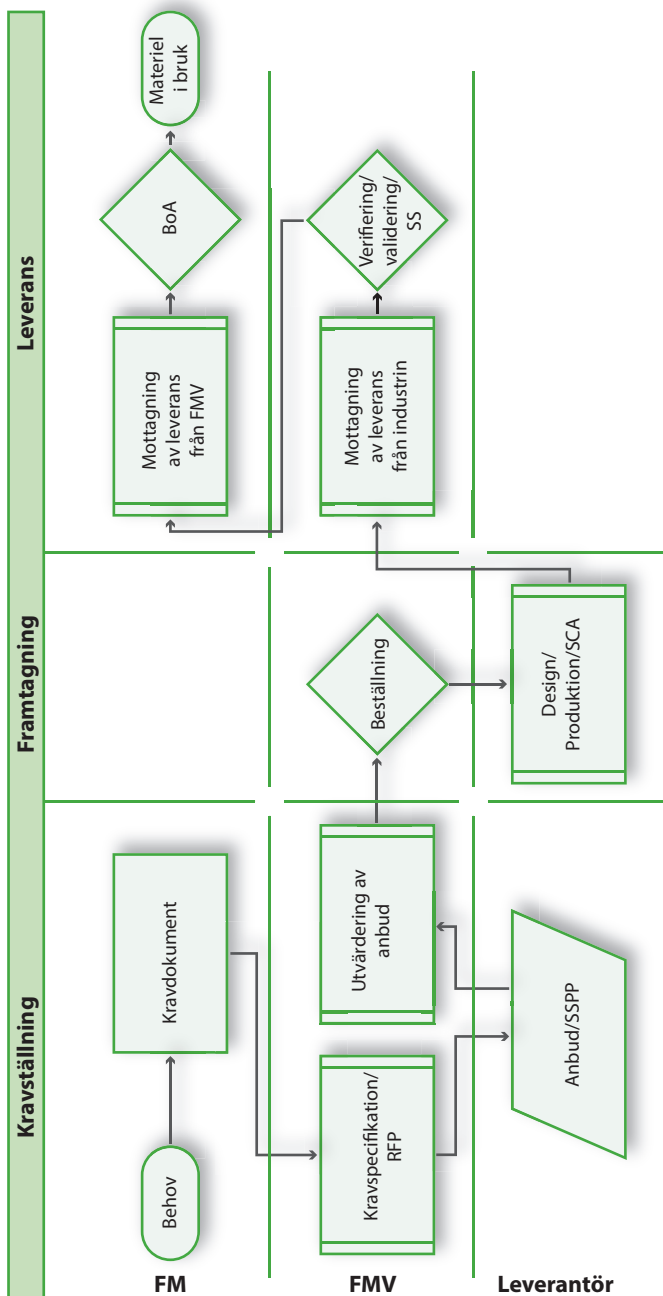 Kravställning
Framtagning
Leverans
FM
Behov
Kravdokument
Mottagning
av leverans
från FMV
BoA
Materiel
i bruk
FMV
Kravspecifikation/
RFP
Utvärdering av
anbud
Beställning
Mottagning
av leverans
från industrin
Verifiering/
validering/
SS
Leverantör
Anbud/SSPP
Design/
Produktion/SCA